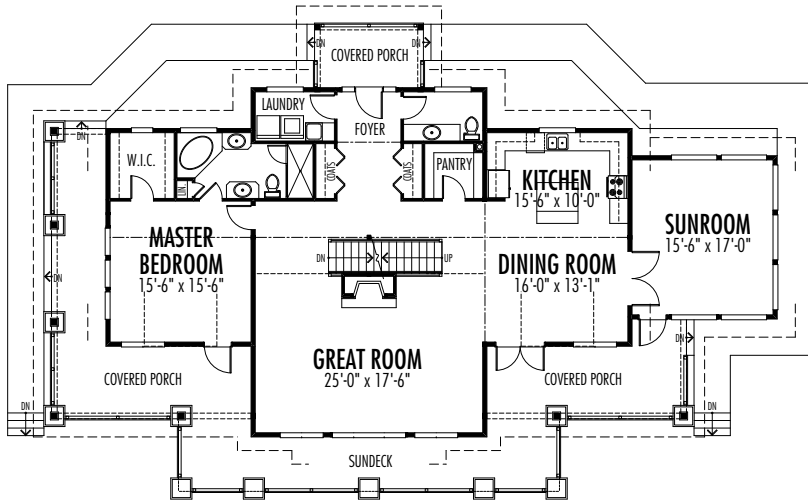 DN
DN
COVERED PORCH
LAUNDRY
FOYER
DN
W.I.C.
LIN.
COATS
COATS
PANTRY
KITCHEN
15'-6" x 10'-0"
SUNROOM
15'-6" x 17'-0"
MASTER
BEDROOM
15'-6" x 15'-6"
DN
UP
DINING ROOM
16'-0" x 13'-1"
DN
DN
GREAT ROOM
25'-0" x 17'-6"
COVERED PORCH
COVERED PORCH
DN
DN
SUNDECK